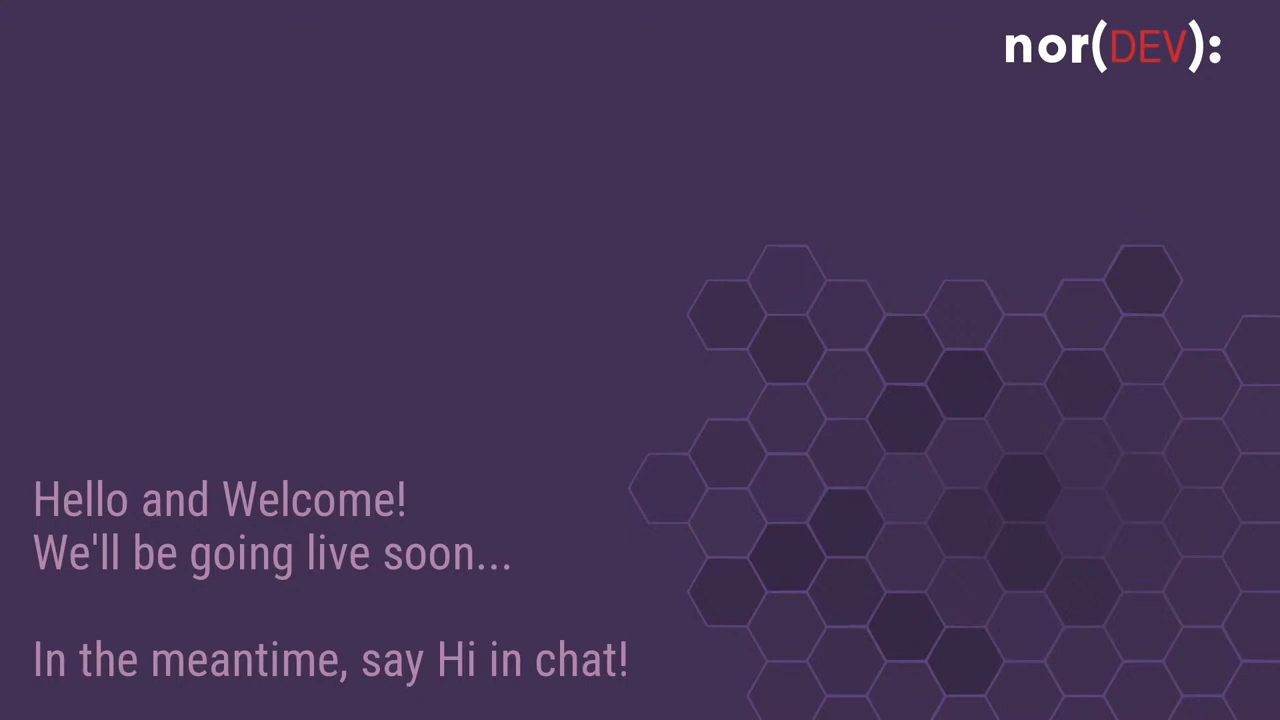 nor(DEV):
Hello and Welcome!
We'll be going live soon...
In the meantime, say Hi in chat!